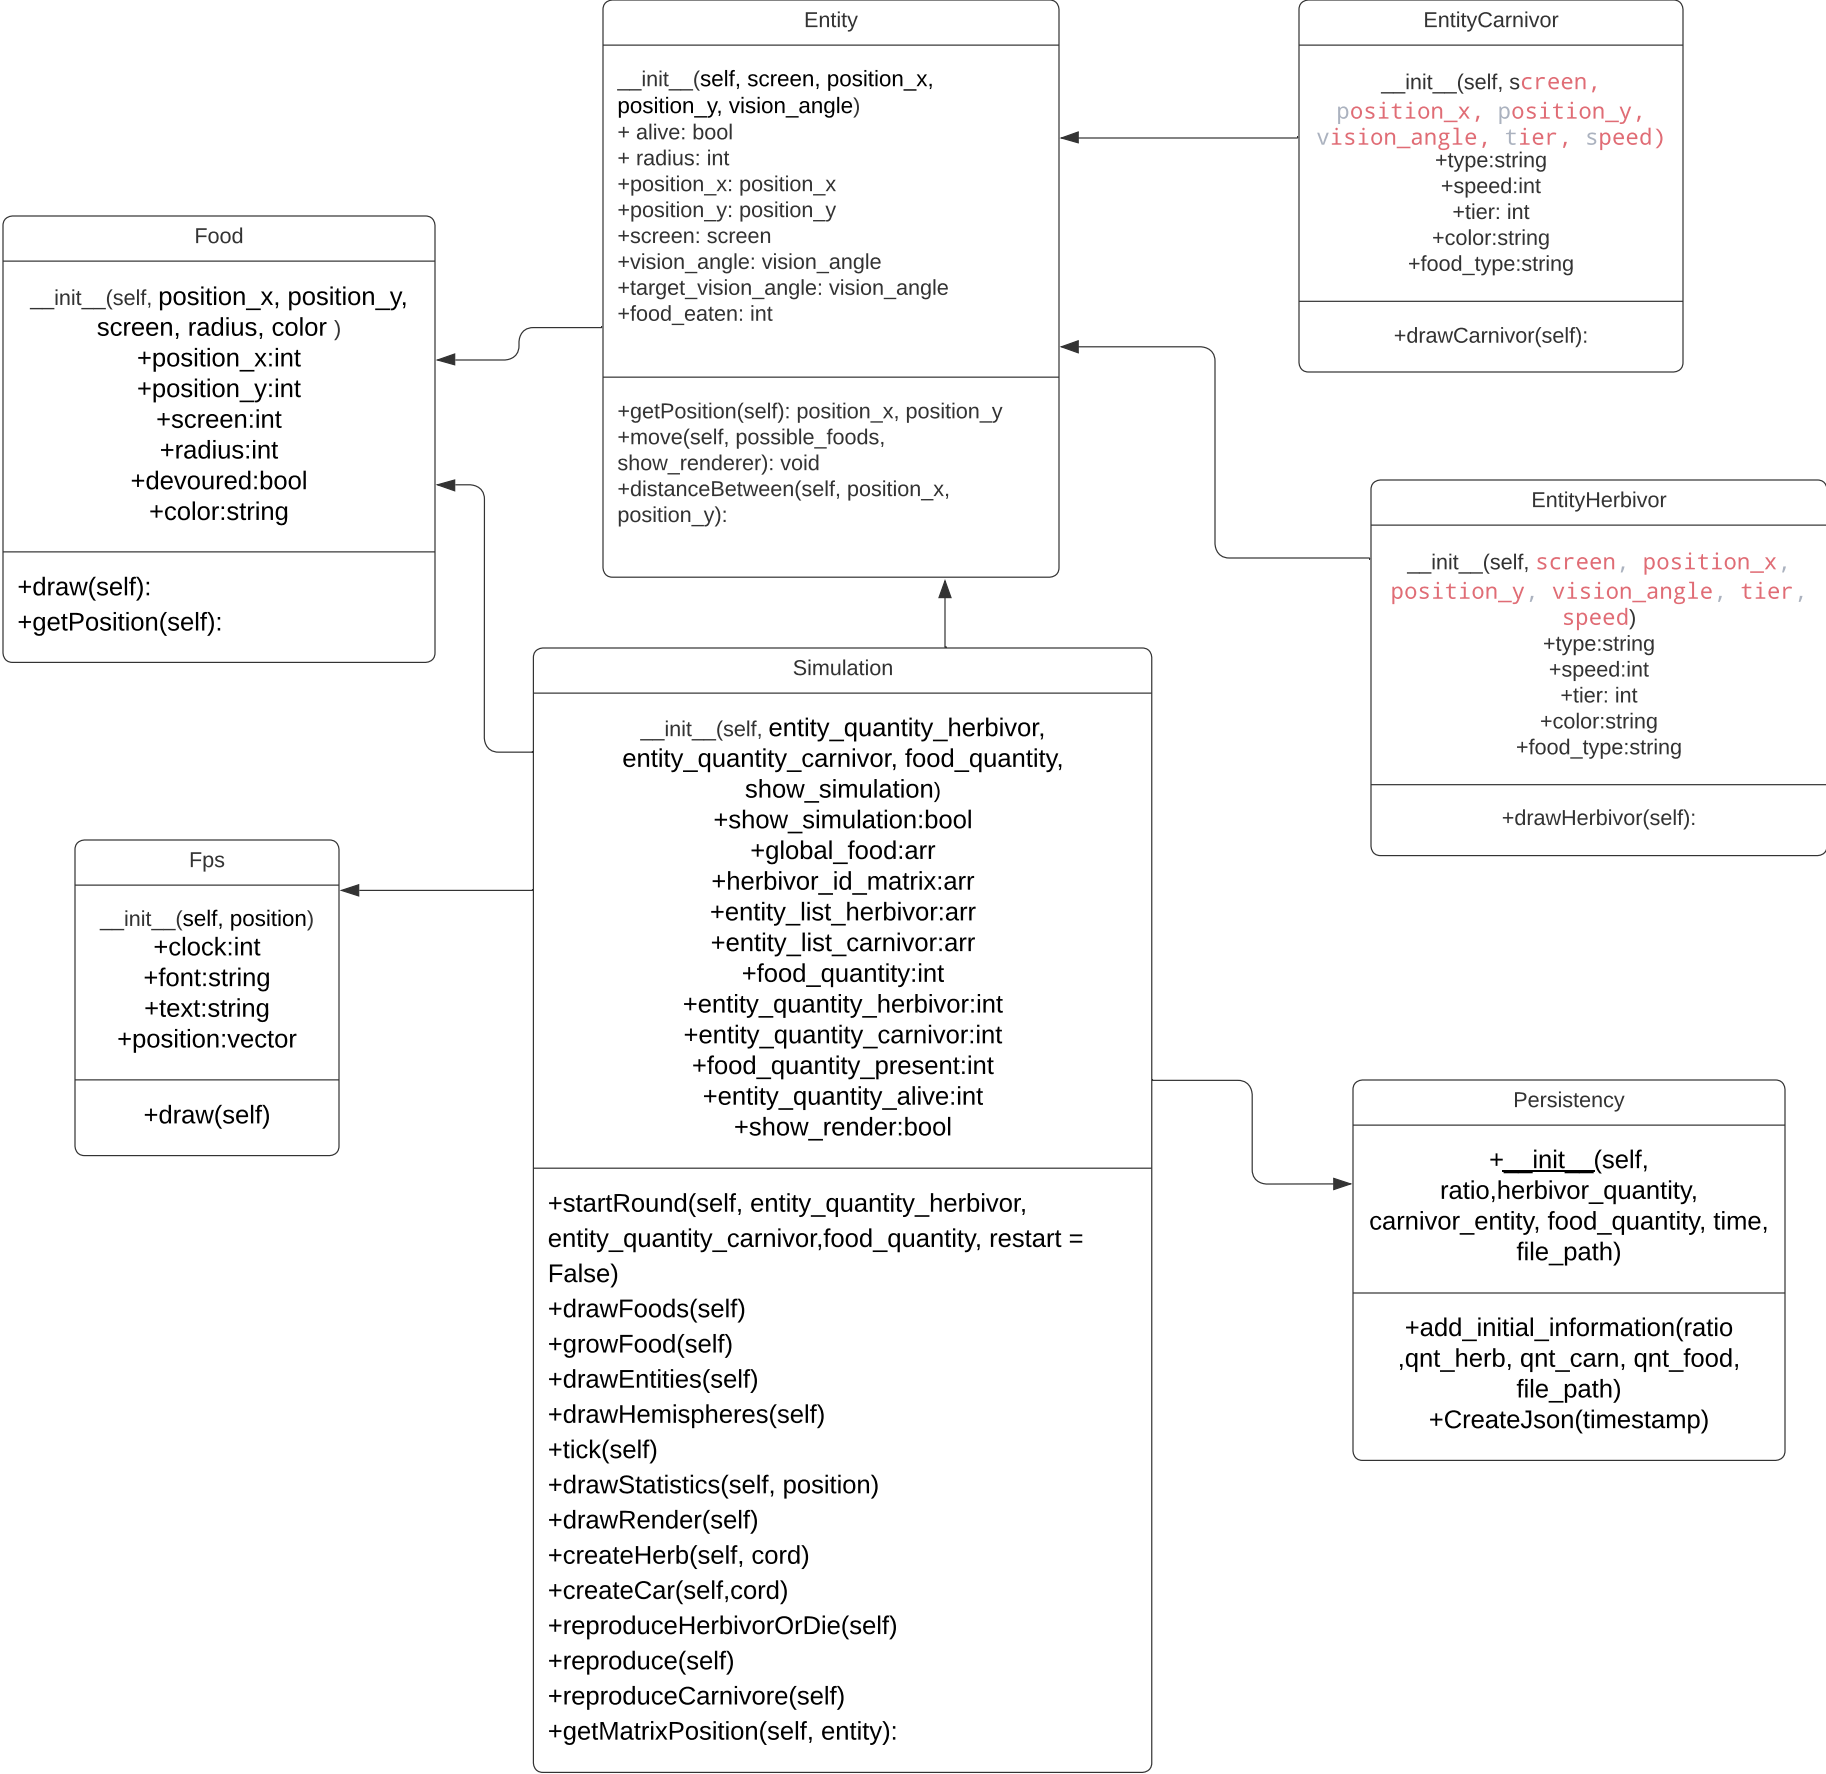 Entity
__init__(self, screen, position_x,
position_y, vision_angle)
+ alive: bool
+ radius: int
+position_x: position_x
+position_y: position_y
+screen: screen
+vision_angle: vision_angle
+target_vision_angle: vision_angle
+food_eaten: int
+getPosition(self): position_x, position_y
+move(self, possible_foods,
show_renderer): void
+distanceBetween(self, position_x,
position_y):
EntityCarnivor
__init__(self, screen,
position_x, position_y,
vision_angle, tier, speed)
+type:string
+speed:int
+tier: int
+color:string
+food_type:string
+drawCarnivor(self):
Food
__init__(self, position_x, position_y,
screen, radius, color )
+position_x:int
+position_y:int
+screen:int
+radius:int
+devoured:bool
+color:string
+draw(self):
+getPosition(self):
EntityHerbivor
__init__(self, screen, position_x,
position_y, vision_angle, tier,
speed)
+type:string
+speed:int
+tier: int
+color:string
+food_type:string
+drawHerbivor(self):
Simulation
__init__(self, entity_quantity_herbivor,
entity_quantity_carnivor, food_quantity,
show_simulation)
+show_simulation:bool
+global_food:arr
+herbivor_id_matrix:arr
+entity_list_herbivor:arr
+entity_list_carnivor:arr
+food_quantity:int
+entity_quantity_herbivor:int
+entity_quantity_carnivor:int
+food_quantity_present:int
+entity_quantity_alive:int
+show_render:bool
+startRound(self, entity_quantity_herbivor,
entity_quantity_carnivor,food_quantity, restart =
False)
+drawFoods(self)
+growFood(self)
+drawEntities(self)
+drawHemispheres(self)
+tick(self)
+drawStatistics(self, position)
+drawRender(self)
+createHerb(self, cord)
+createCar(self,cord)
+reproduceHerbivorOrDie(self)
+reproduce(self)
+reproduceCarnivore(self)
+getMatrixPosition(self, entity):
Fps
__init__(self, position)
+clock:int
+font:string
+text:string
+position:vector
+draw(self)
Persistency
+__init__(self,
ratio,herbivor_quantity,
carnivor_entity, food_quantity, time,
file_path)
+add_initial_information(ratio
,qnt_herb, qnt_carn, qnt_food,
file_path)
+CreateJson(timestamp)